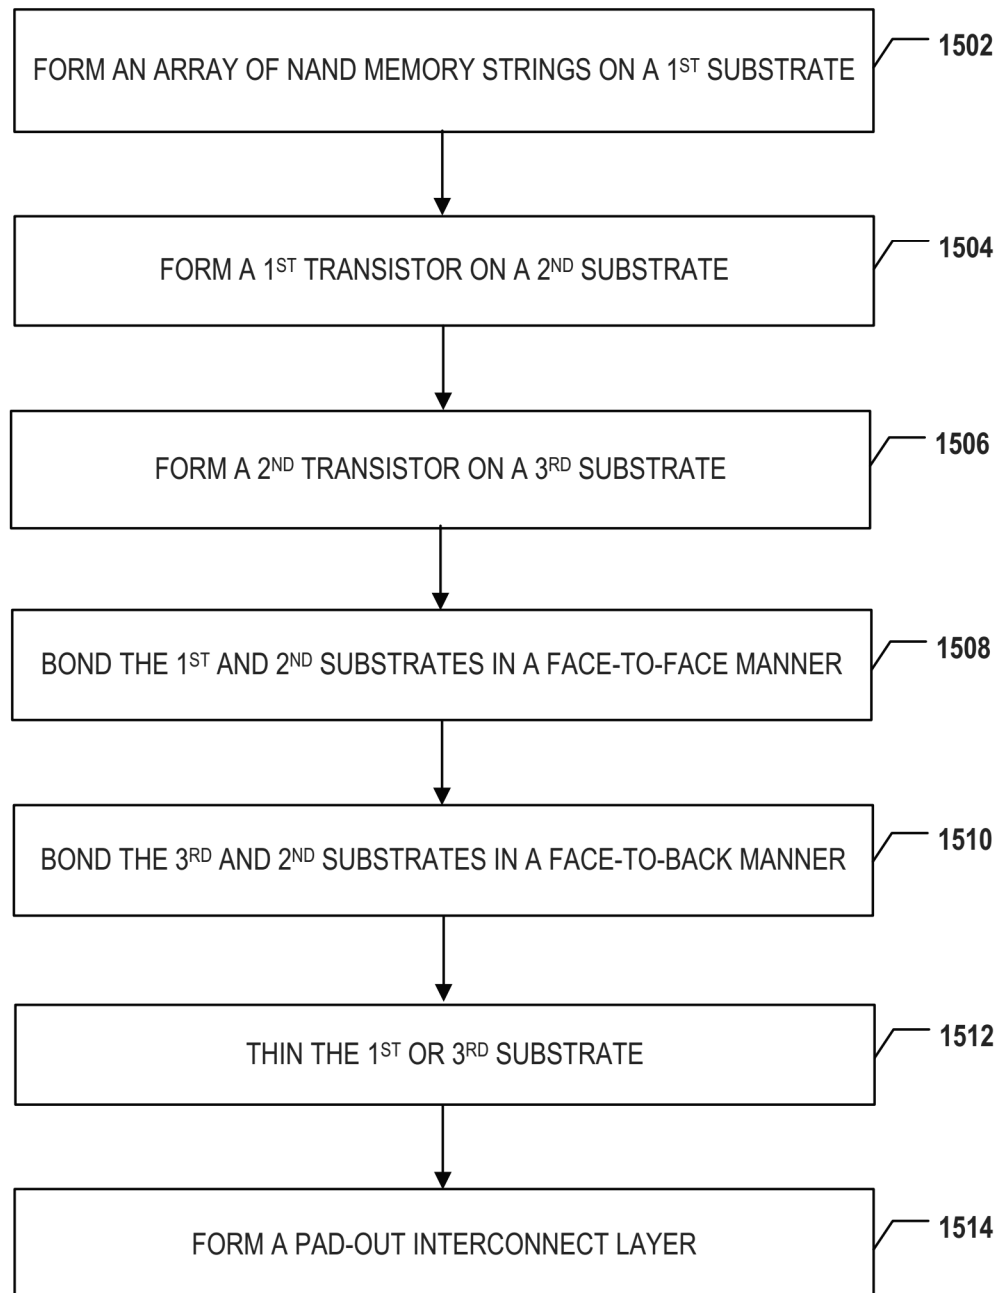 FORM AN ARRAY OF NAND MEMORY STRINGS ON A 1ST SUBSTRATE
1502
FORM A 1ST TRANSISTOR ON A 2ND SUBSTRATE
1504
FORM A 2ND TRANSISTOR ON A 3RD SUBSTRATE
1506
BOND THE 1ST AND 2ND SUBSTRATES IN A FACE-TO-FACE MANNER
1508
BOND THE 3RD AND 2ND SUBSTRATES IN A FACE-TO-BACK MANNER
1510
THIN THE 1ST OR 3RD SUBSTRATE
1512
FORM A PAD-OUT INTERCONNECT LAYER
1514